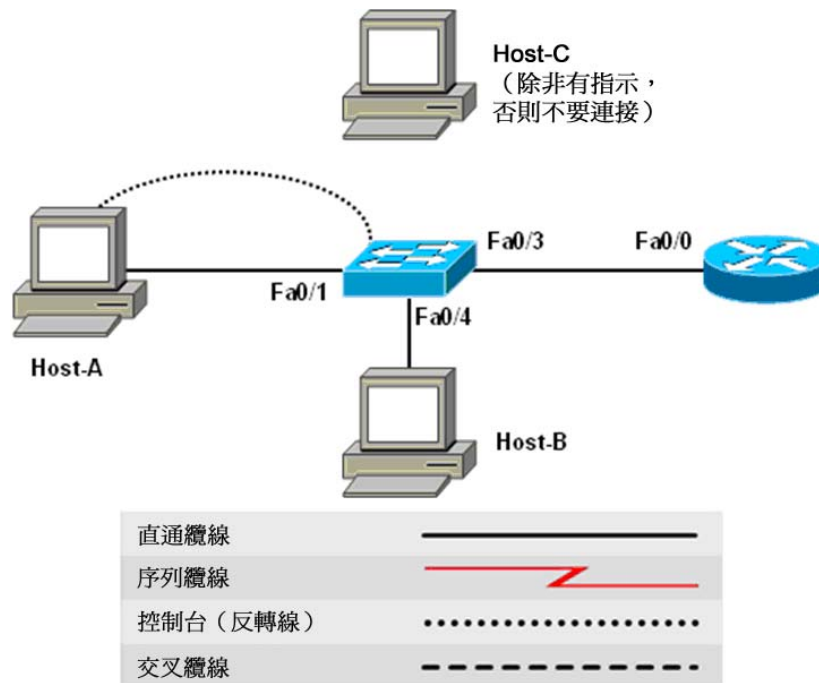 Host-C
（除非有指示，
否則不要連接）
Fa0/3
Fa0/0
Fa0/1
Fa0/4
Host-A
Host-B
直通纜線
序列纜線
控制台（反轉線）
交叉纜線